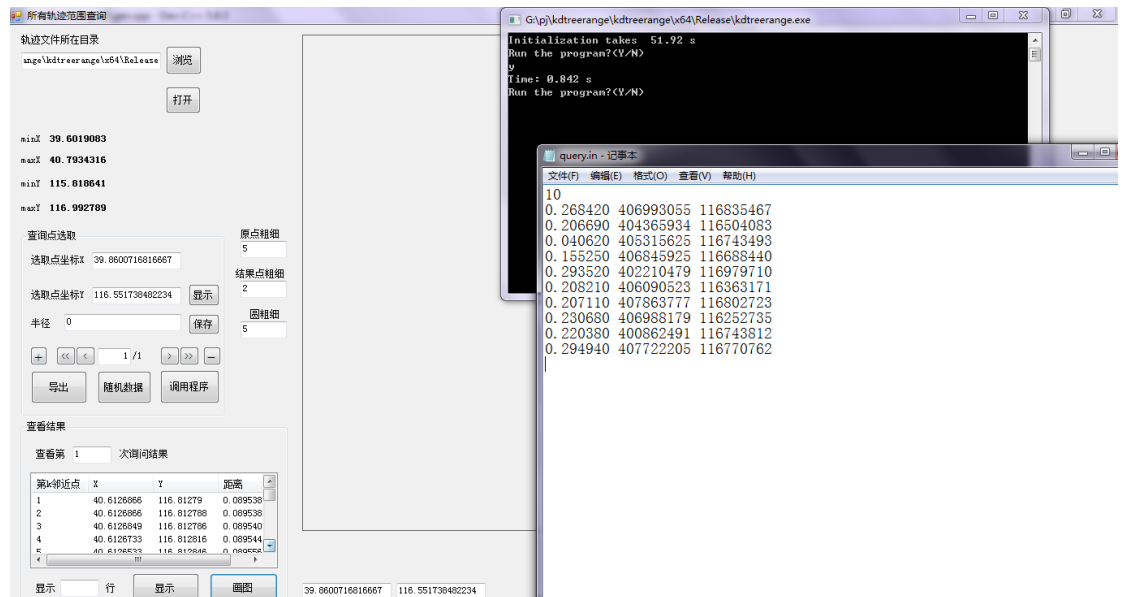 所有轨迹范围查询
轨迹文件所在目录
ange\kdtreerange\x64\Release 浏览
打开
minX 39.6019083
maxX 40.7934316
minY 115.818641
maxY 116.992789
查询点选取
选取点坐标X 39.8600716816667
选取点坐标Y 116.551738482234 显示
半径 0 保存
+ << < 1 /1 > >> −
导出 随机数据 调用程序
原点粗细
5
结果点粗细
2
圆粗细
5
查看结果
查看第 1 次询问结果
第k邻近点 X Y 距离
1 40.6126866 116.81279 0.089538
2 40.6126866 116.812788 0.089538
3 40.6126849 116.812786 0.089540
4 40.6126733 116.812816 0.089544
5 40.6126533 116.812846 0.089556
显示 行 显示 画图
39.8600716816667 116.551738482234
G:\pj\kdtreerange\kdtreerange\x64\Release\kdtreerange.exe
Initialization takes 51.92 s
Run the program?(Y/N)
y
Time: 0.842 s
Run the program?(Y/N)
query.in - 记事本
文件(F) 编辑(E) 格式(O) 查看(V) 帮助(H)
10
0.268420 406993055 116835467
0.206690 404365934 116504083
0.040620 405315625 116743493
0.155250 406845925 116688440
0.293520 402210479 116979710
0.208210 406090523 116363171
0.207110 407863777 116802723
0.230680 406988179 116252735
0.220380 400862491 116743812
0.294940 407722205 116770762